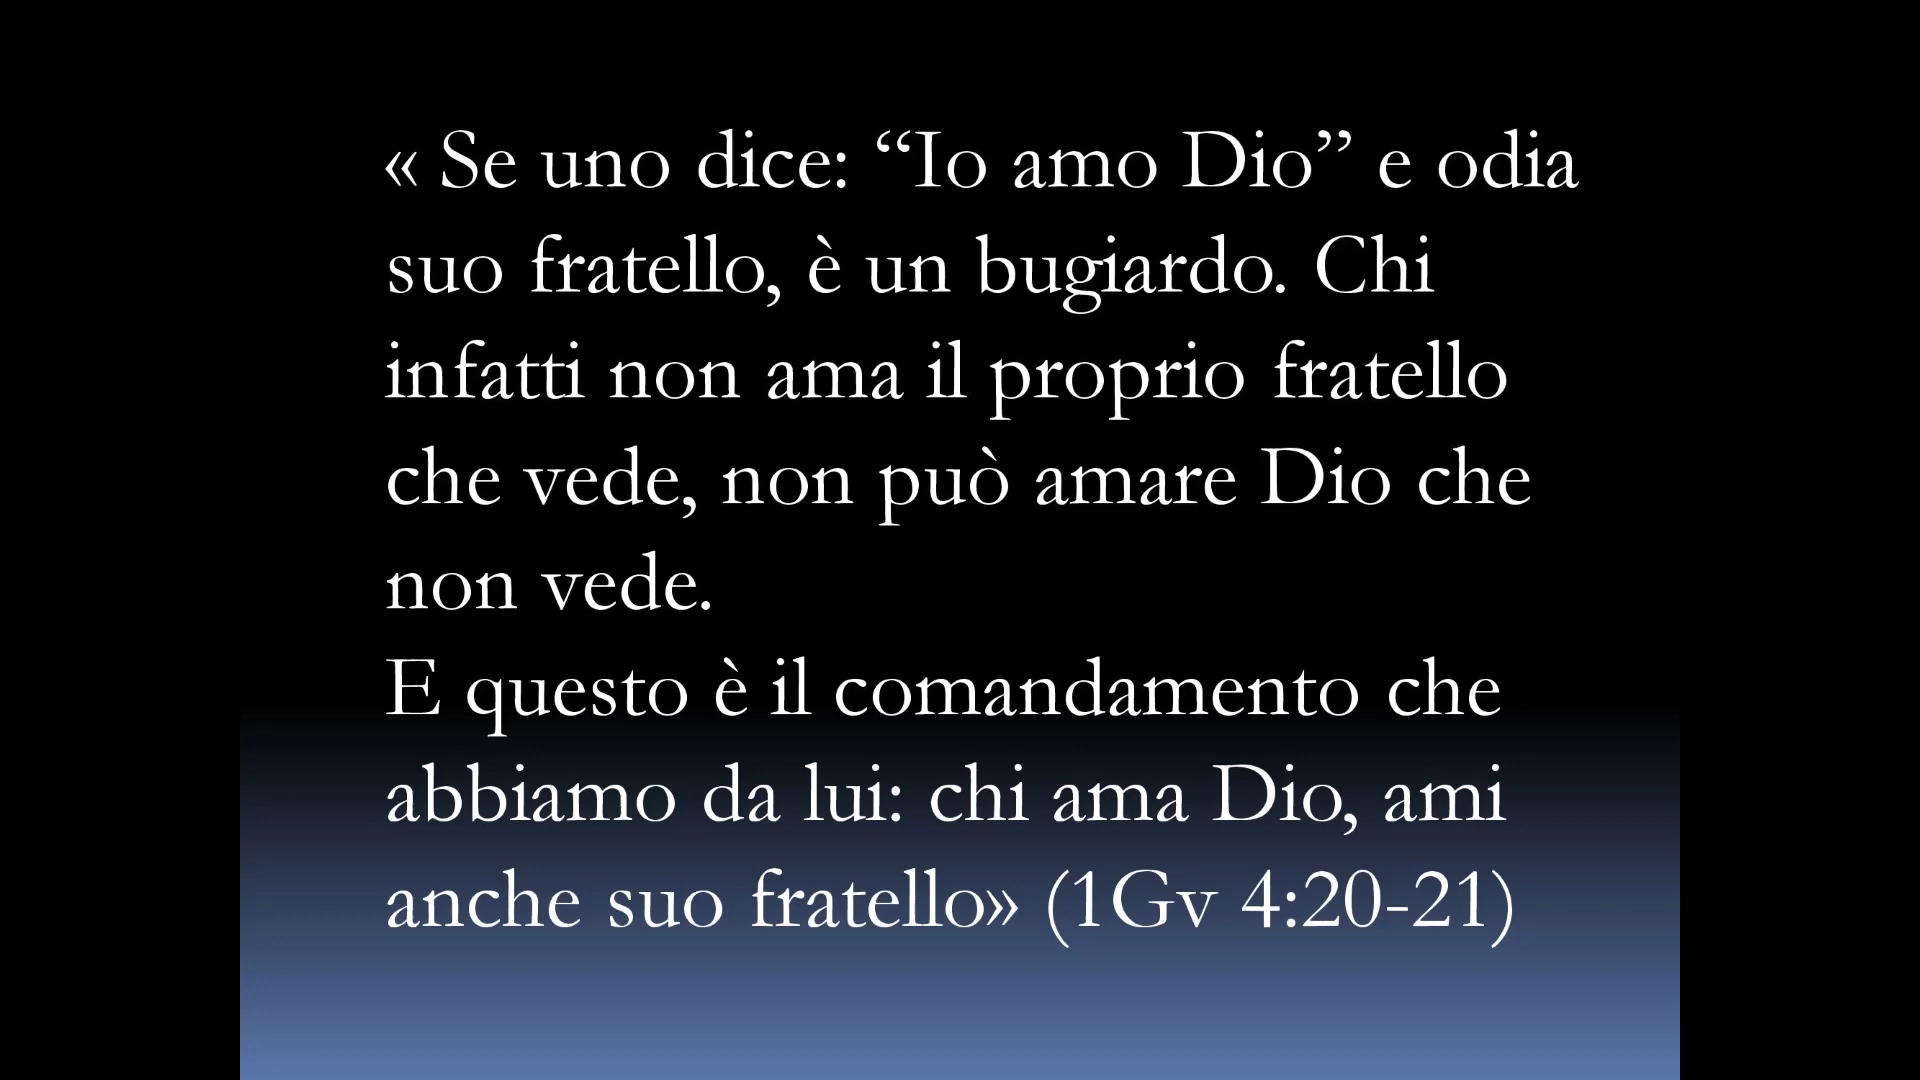 « Se uno dice: “Io amo Dio” e odia
suo fratello, è un bugiardo. Chi
infatti non ama il proprio fratello
che vede, non può amare Dio che
non vede.
E questo è il comandamento che
abbiamo da lui: chi ama Dio, ami
anche suo fratello» (1Gv 4:20-21)